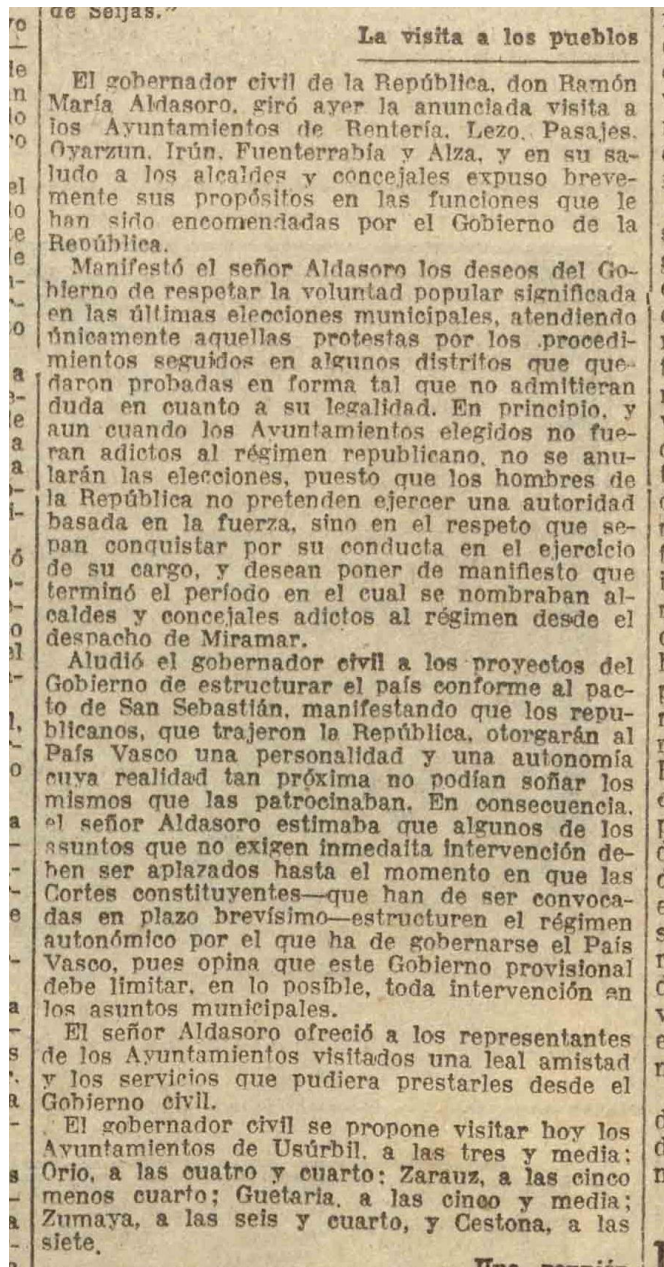 de Seijas."
La visita a los pueblos
El gobernador civil de la República, don Ramón
María Aldasoro, giró ayer la anunciada visita a
los Ayuntamientos de Rentería, Lezo, Pasajes,
Oyarzun, Irún, Fuenterrabía y Alza, y en su sa-
ludo a los alcaldes y concejales expuso breve-
mente sus propósitos en las funciones que le
han sido encomendadas por el Gobierno de la
República.
Manifestó el señor Aldasoro los deseos del Go-
bierno de respetar la voluntad popular significada
en las últimas elecciones municipales, atendiendo
únicamente aquellas protestas por los procedi-
mientos seguidos en algunos distritos que que-
daron probadas en forma tal que no admitieran
duda en cuanto a su legalidad. En principio, y
aun cuando los Ayuntamientos elegidos no fue-
ran adictos al régimen republicano, no se anu-
larán las elecciones, puesto que los hombres de
la República no pretenden ejercer una autoridad
basada en la fuerza, sino en el respeto que se-
pan conquistar por su conducta en el ejercicio
de su cargo, y desean poner de manifiesto que
terminó el período en el cual se nombraban al-
caldes y concejales adictos al régimen desde el
despacho de Miramar.
Aludió el gobernador civil a los proyectos del
Gobierno de estructurar el país conforme al pac-
to de San Sebastián, manifestando que los repu-
blicanos, que trajeron la República, otorgarán al
País Vasco una personalidad y una autonomía
cuya realidad tan próxima no podían soñar los
mismos que las patrocinaban. En consecuencia,
el señor Aldasoro estimaba que algunos de los
asuntos que no exigen inmedaita intervención de-
ben ser aplazados hasta el momento en que las
Cortes constituyentes—que han de ser convoca-
das en plazo brevísimo—estructuren el régimen
autonómico por el que ha de gobernarse el País
Vasco, pues opina que este Gobierno provisional
debe limitar, en lo posible, toda intervención en
los asuntos municipales.
El señor Aldasoro ofreció a los representantes
de los Ayuntamientos visitados una leal amistad
y los servicios que pudiera prestarles desde el
Gobierno civil.
El gobernador civil se propone visitar hoy los
Ayuntamientos de Usúrbil, a las tres y media;
Orio, a las cuatro y cuarto; Zarauz, a las cinco
menos cuarto; Guetaria, a las cinco y media;
Zumaya, a las seis y cuarto, y Cestona, a las
siete.